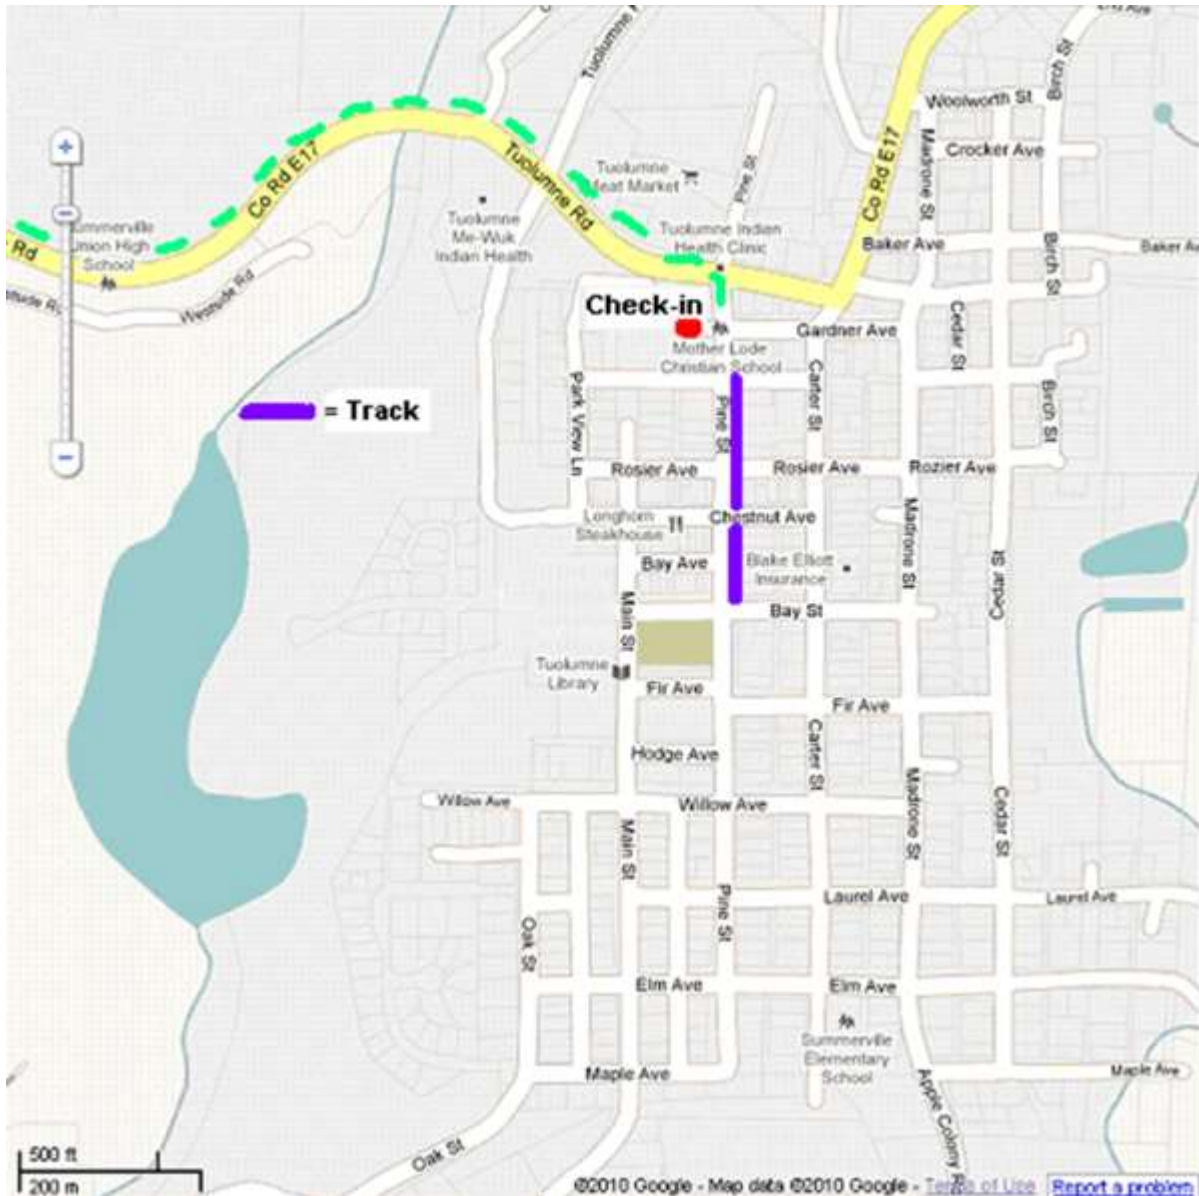 Woolworth St
Birch St
Crocker Ave
Madrone St
Co Rd E17
Tuolumne Rd
Tuolumne
Meat Market
Pine St
Co Rd E17
Tuolumne
Me-Wuk
Indian Health
Tuolumne Indian
Health Clinic
Baker Ave
Birch St
Baker Ave
Rd
Summerville
Union High
School
Westside Rd
Check-in
Gardner Ave
Cedar St
Mother Lode
Christian School
Carter St
Park View Ln
Pine St
Birch St
= Track
Rosier Ave
Rosier Ave
Rozier Ave
Longhorn
Steakhouse
Chestnut Ave
Madrone St
Bay Ave
Blake Elliott
Insurance
Cedar St
Main St
Bay St
Tuolumne
Library
Fir Ave
Fir Ave
Hodge Ave
Carter St
Willow Ave
Willow Ave
Madrone St
Cedar St
Main St
Pine St
Laurel Ave
Laurel Ave
Oak St
Elm Ave
Elm Ave
Summerville
Elementary
School
Maple Ave
Maple Ave
Apple Colony R
Oak St
500 ft
200 m
©2010 Google - Map data ©2010 Google - Terms of Use
Report a problem